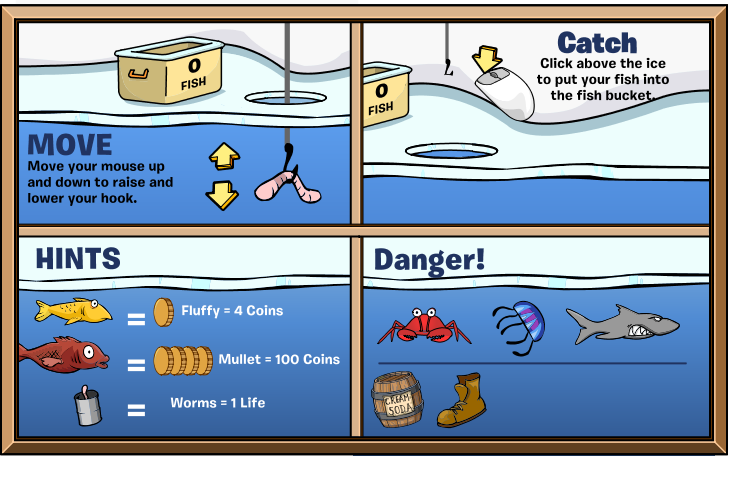 0
FISH
MOVE
Move your mouse up
and down to raise and
lower your hook.
0
FISH
Catch
Click above the ice
to put your fish into
the fish bucket.
HINTS
= Fluffy = 4 Coins
= Mullet = 100 Coins
= Worms = 1 Life
Danger!
CREAM
SODA